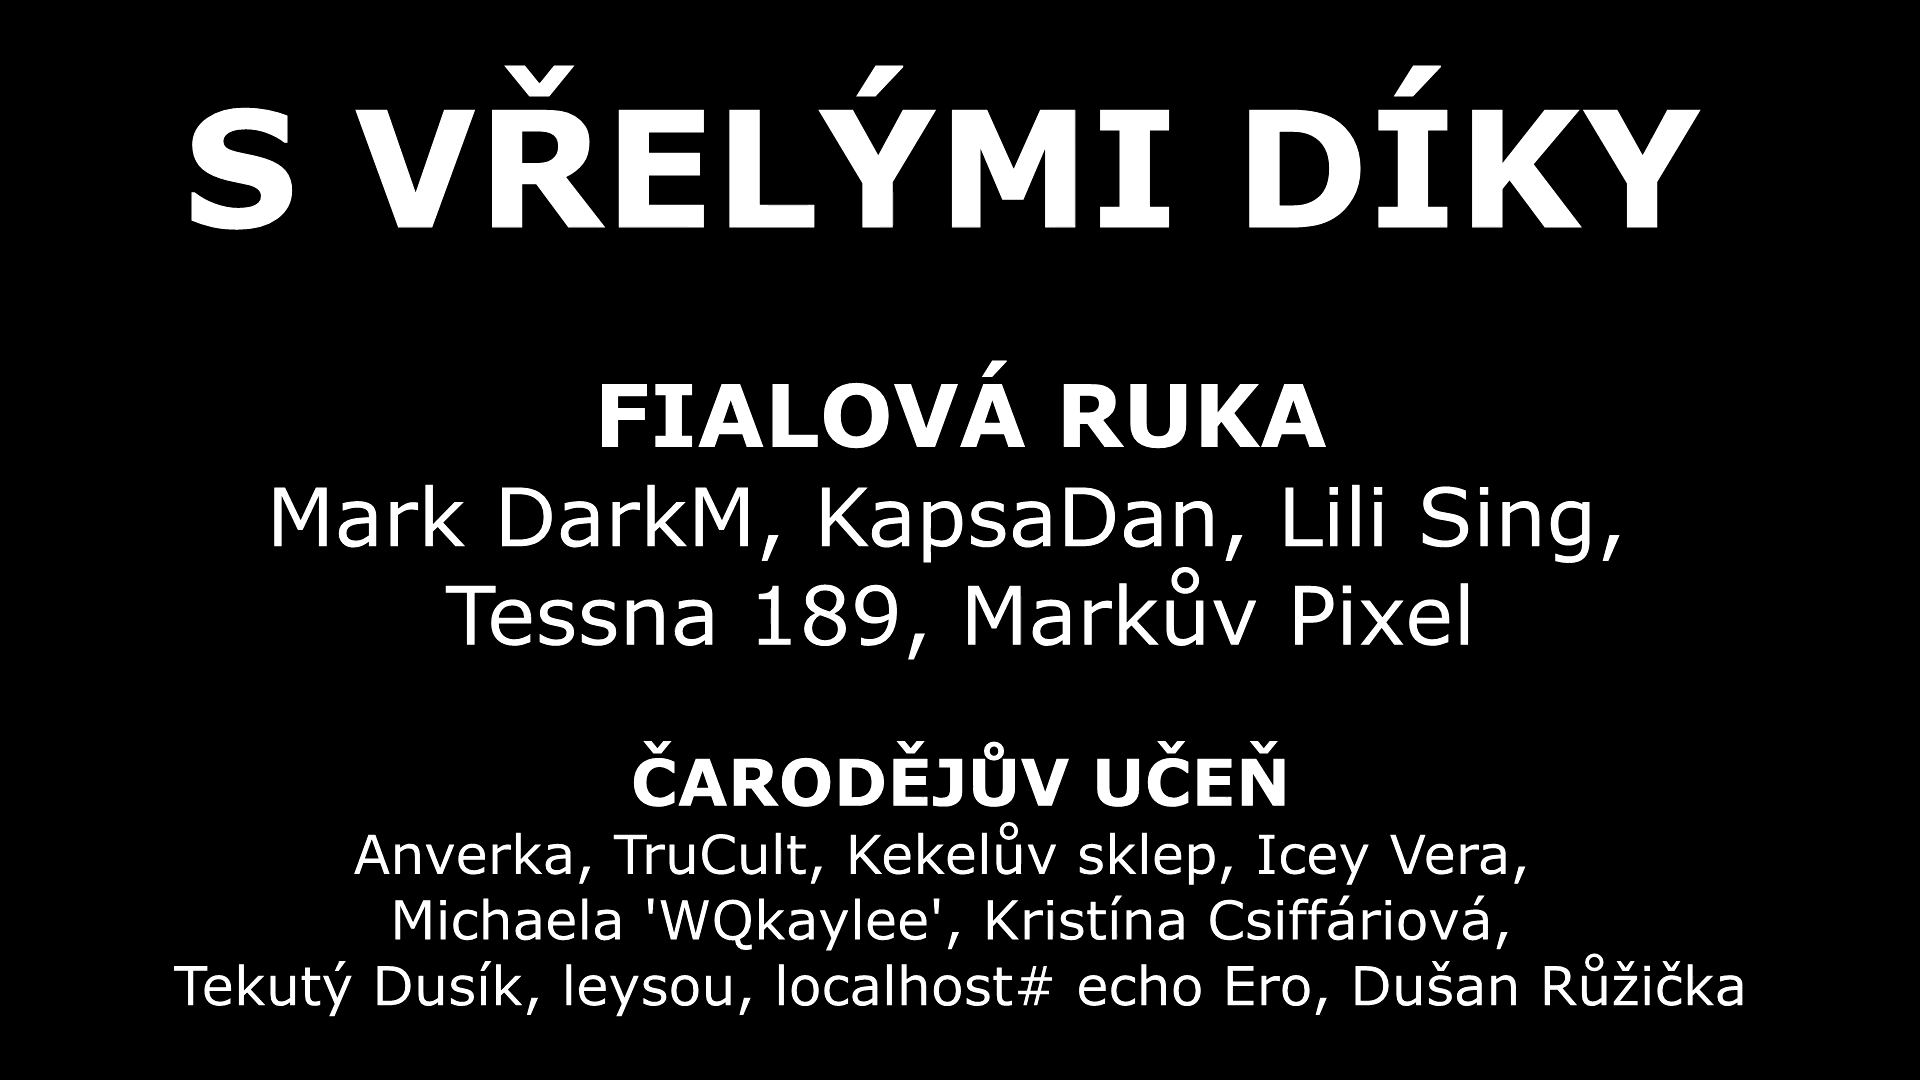 S VŘELÝMI DÍKY
FIALOVÁ RUKA
Mark DarkM, KapsaDan, Lili Sing,
Tessna 189, Markův Pixel
ČARODĚJŮV UČEŇ
Anverka, TruCult, Kekelův sklep, Icey Vera,
Michaela 'WQkaylee', Kristína Csiffáriová,
Tekutý Dusík, leysou, localhost# echo Ero, Dušan Růžička